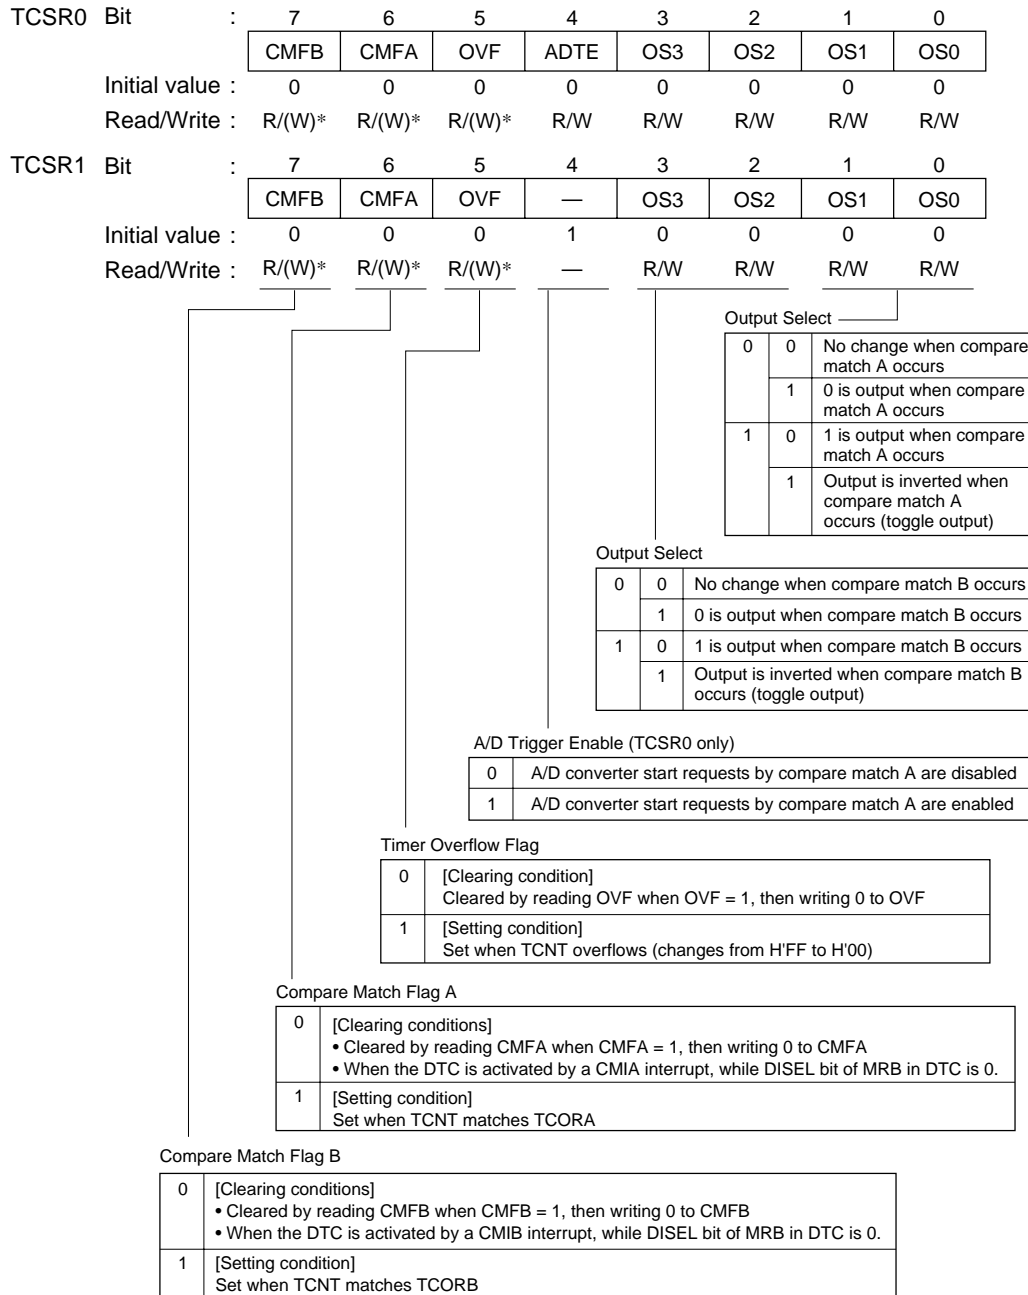 TCSR0 Bit : 7 6 5 4 3 2 1 0
CMFB CMFA OVF ADTE OS3 OS2 OS1 OS0
Initial value : 0 0 0 0 0 0 0 0
Read/Write : R/(W)* R/(W)* R/(W)* R/W R/W R/W R/W R/W
TCSR1 Bit : 7 6 5 4 3 2 1 0
CMFB CMFA OVF — OS3 OS2 OS1 OS0
Initial value : 0 0 0 1 0 0 0 0
Read/Write : R/(W)* R/(W)* R/(W)* — R/W R/W R/W R/W
Output Select
0 0 No change when compare
match A occurs
1 0 is output when compare
match A occurs
1 0 1 is output when compare
match A occurs
1 Output is inverted when
compare match A
occurs (toggle output)
Output Select
0 0 No change when compare match B occurs
1 0 is output when compare match B occurs
1 0 1 is output when compare match B occurs
1 Output is inverted when compare match B
occurs (toggle output)
A/D Trigger Enable (TCSR0 only)
0 A/D converter start requests by compare match A are disabled
1 A/D converter start requests by compare match A are enabled
Timer Overflow Flag
0 [Clearing condition]
Cleared by reading OVF when OVF = 1, then writing 0 to OVF
1 [Setting condition]
Set when TCNT overflows (changes from H'FF to H'00)
Compare Match Flag A
0 [Clearing conditions]
• Cleared by reading CMFA when CMFA = 1, then writing 0 to CMFA
• When the DTC is activated by a CMIA interrupt, while DISEL bit of MRB in DTC is 0.
1 [Setting condition]
Set when TCNT matches TCORA
Compare Match Flag B
0 [Clearing conditions]
• Cleared by reading CMFB when CMFB = 1, then writing 0 to CMFB
• When the DTC is activated by a CMIB interrupt, while DISEL bit of MRB in DTC is 0.
1 [Setting condition]
Set when TCNT matches TCORB